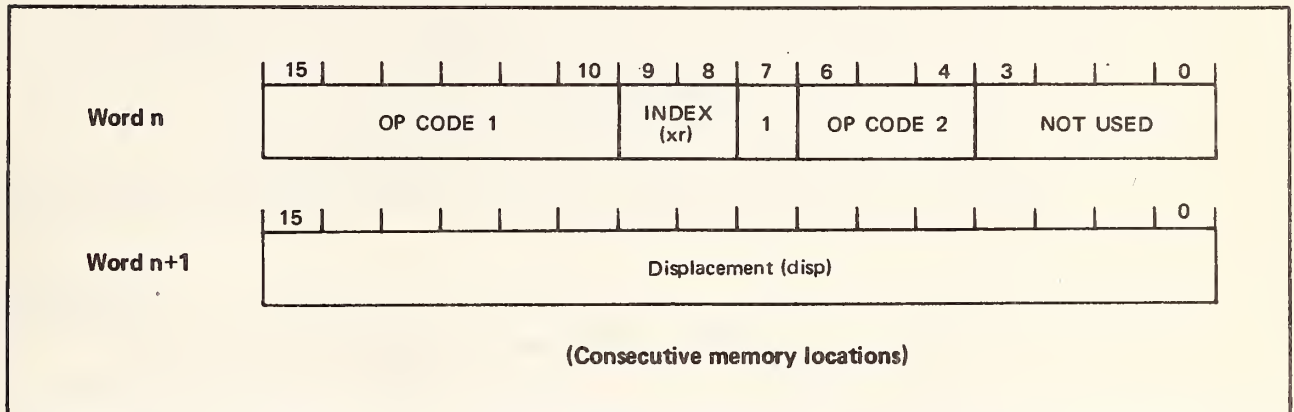 15 10 9 8 7 6 4 3 0
Word n
OP CODE 1
INDEX
(xr)
1
OP CODE 2
NOT USED
15 0
Word n+1
Displacement (disp)
(Consecutive memory locations)